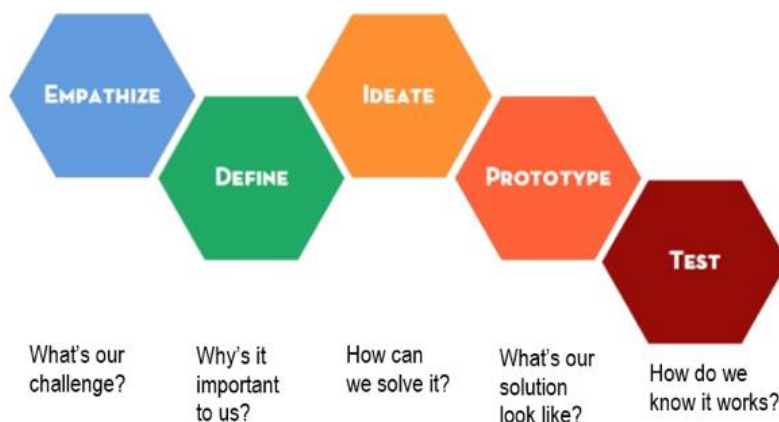 EMPATHIZE
DEFINE
IDEATE
PROTOTYPE
TEST
What's our
challenge?
Why's it
important
to us?
How can
we solve it?
What's our
solution
look like?
How do we
know it works?